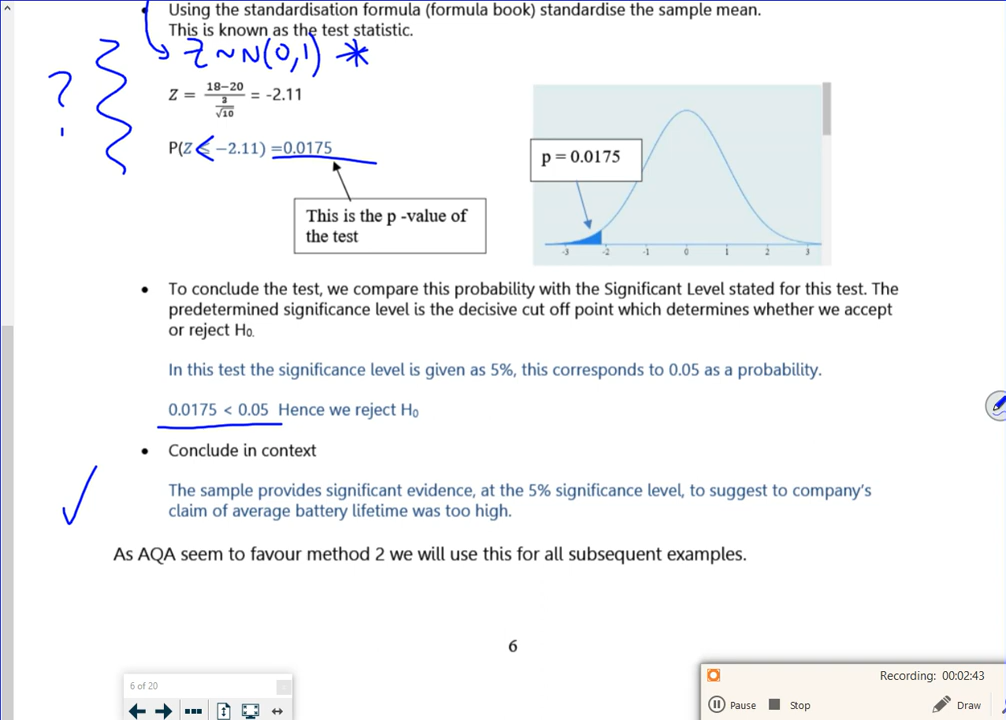 Using the standardisation formula (formula book) standardise the sample mean.
This is known as the test statistic.
Z ~ N(0,1) *
?
Z = 18−20 / 3/√10 = -2.11
P(Z < −2.11) =0.0175
p = 0.0175
This is the p -value of
the test
-3 -2 -1 0 1 2 3
• To conclude the test, we compare this probability with the Significant Level stated for this test. The
predetermined significance level is the decisive cut off point which determines whether we accept
or reject H₀.
In this test the significance level is given as 5%, this corresponds to 0.05 as a probability.
0.0175 < 0.05 Hence we reject H₀
• Conclude in context
The sample provides significant evidence, at the 5% significance level, to suggest to company's
claim of average battery lifetime was too high.
As AQA seem to favour method 2 we will use this for all subsequent examples.
6
6 of 20
Recording: 00:02:43
Pause Stop Draw